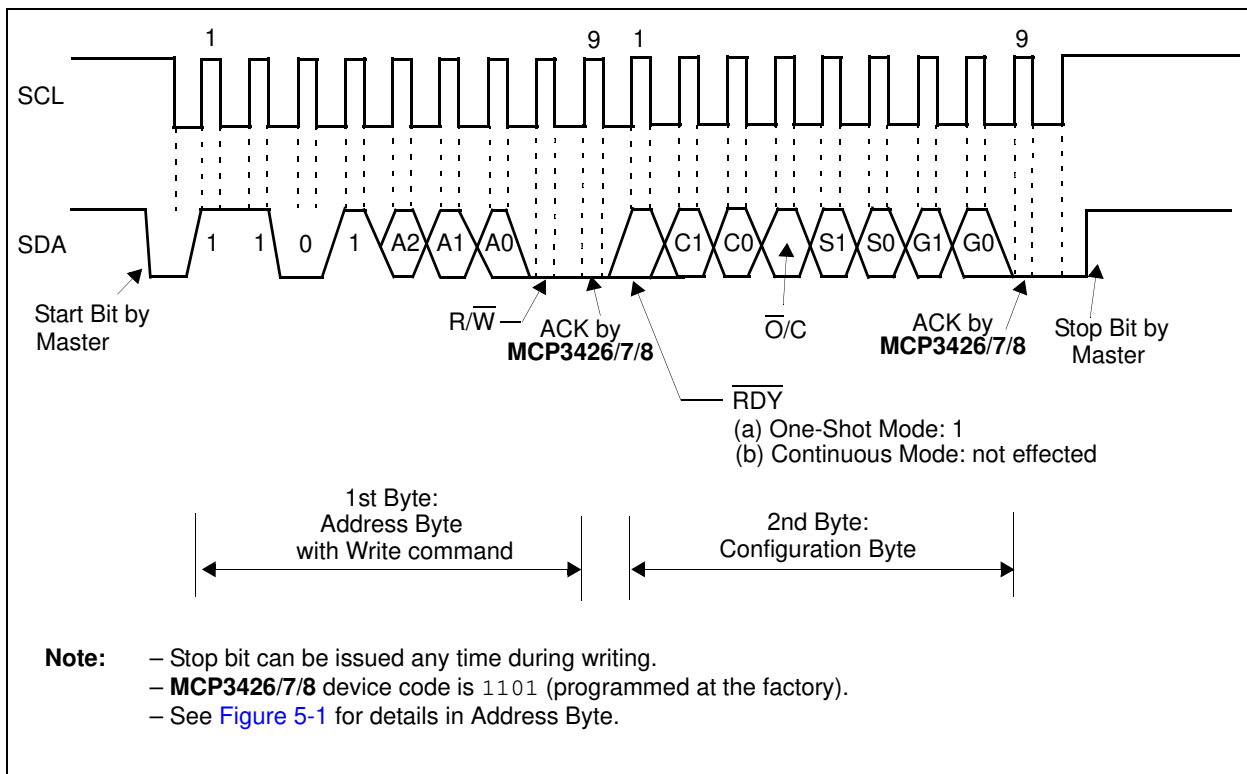 1 9 1 9
SCL
SDA
1 1 0 1 A2 A1 A0 C1 C0 O̅/C S1 S0 G1 G0
Start Bit by
Master
R/W̅
ACK by
MCP3426/7/8
ACK by
MCP3426/7/8
Stop Bit by
Master
R̅D̅Y̅
(a) One-Shot Mode: 1
(b) Continuous Mode: not effected
1st Byte:
Address Byte
with Write command
2nd Byte:
Configuration Byte
Note: – Stop bit can be issued any time during writing.
– MCP3426/7/8 device code is 1101 (programmed at the factory).
– See Figure 5-1 for details in Address Byte.